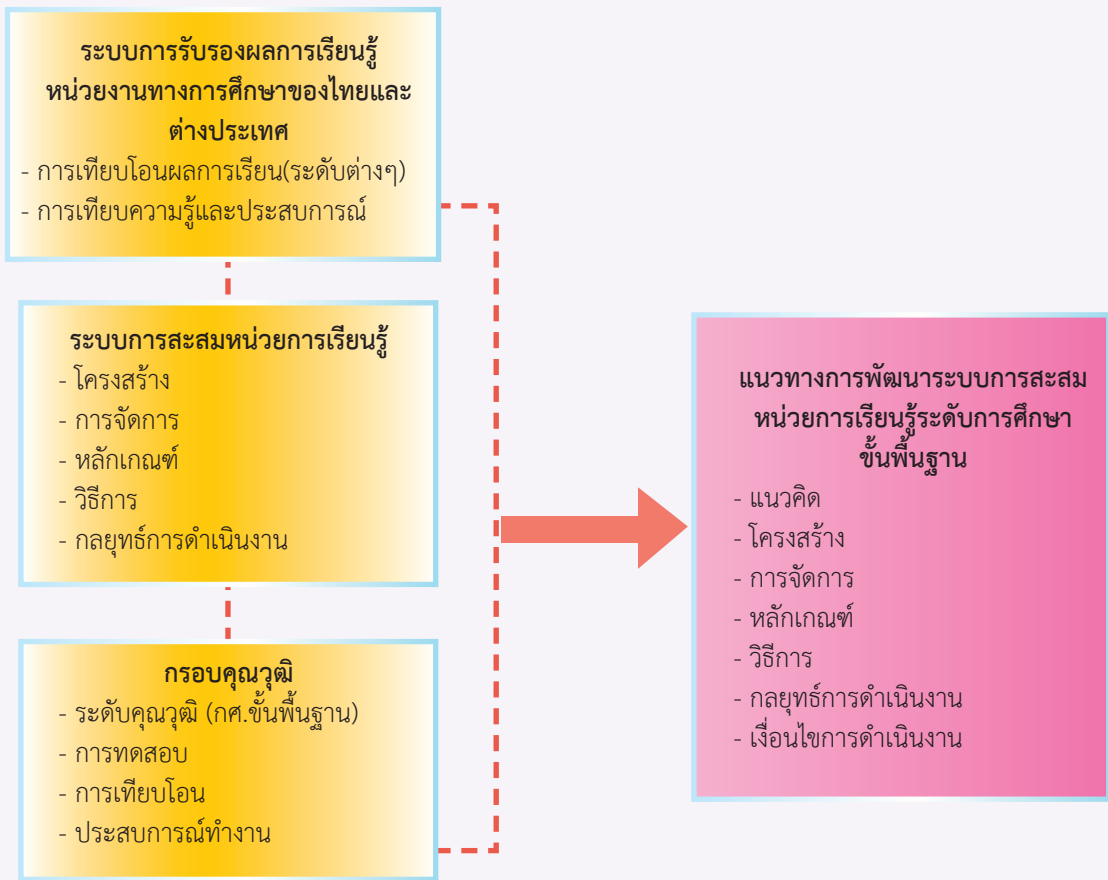 ระบบการรับรองผลการเรียนรู้
หน่วยงานทางการศึกษาของไทยและ
ต่างประเทศ
- การเทียบโอนผลการเรียน(ระดับต่างๆ)
- การเทียบความรู้และประสบการณ์
ระบบการสะสมหน่วยการเรียนรู้
- โครงสร้าง
- การจัดการ
- หลักเกณฑ์
- วิธีการ
- กลยุทธ์การดำเนินงาน
กรอบคุณวุฒิ
- ระดับคุณวุฒิ (กศ.ขั้นพื้นฐาน)
- การทดสอบ
- การเทียบโอน
- ประสบการณ์ทำงาน
แนวทางการพัฒนาระบบการสะสม
หน่วยการเรียนรู้ระดับการศึกษา
ขั้นพื้นฐาน
- แนวคิด
- โครงสร้าง
- การจัดการ
- หลักเกณฑ์
- วิธีการ
- กลยุทธ์การดำเนินงาน
- เงื่อนไขการดำเนินงาน